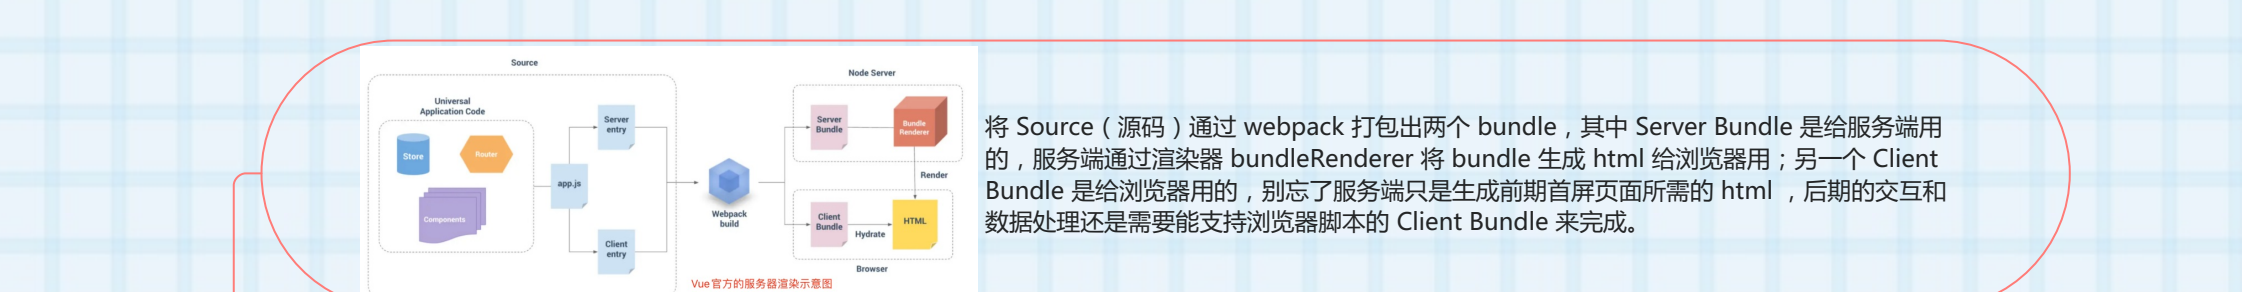 Source
Node Server
Universal
Application Code
Store
Router
Components
app.js
Server
entry
Client
entry
Webpack
build
Server
Bundle
Bundle
Renderer
Render
Client
Bundle
Hydrate
HTML
Browser
Vue官方的服务器渲染示意图
将 Source（源码）通过 webpack 打包出两个 bundle，其中 Server Bundle 是给服务端用
的，服务端通过渲染器 bundleRenderer 将 bundle 生成 html 给浏览器用；另一个 Client
Bundle 是给浏览器用的，别忘了服务端只是生成前期首屏页面所需的 html ，后期的交互和
数据处理还是需要能支持浏览器脚本的 Client Bundle 来完成。